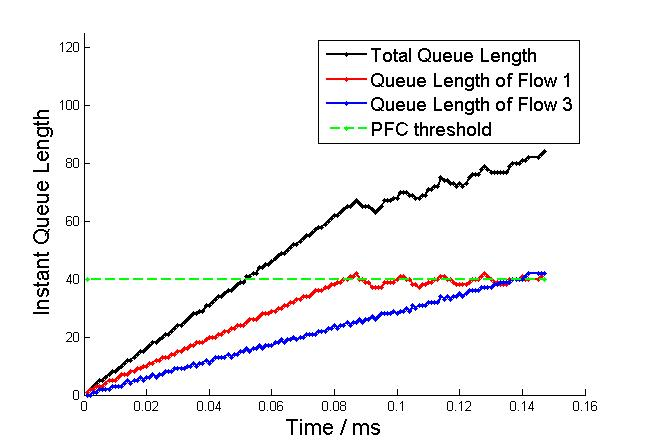 120
100
80
60
40
20
0
Instant Queue Length
Total Queue Length
Queue Length of Flow 1
Queue Length of Flow 3
PFC threshold
0 0.02 0.04 0.06 0.08 0.1 0.12 0.14 0.16
Time / ms